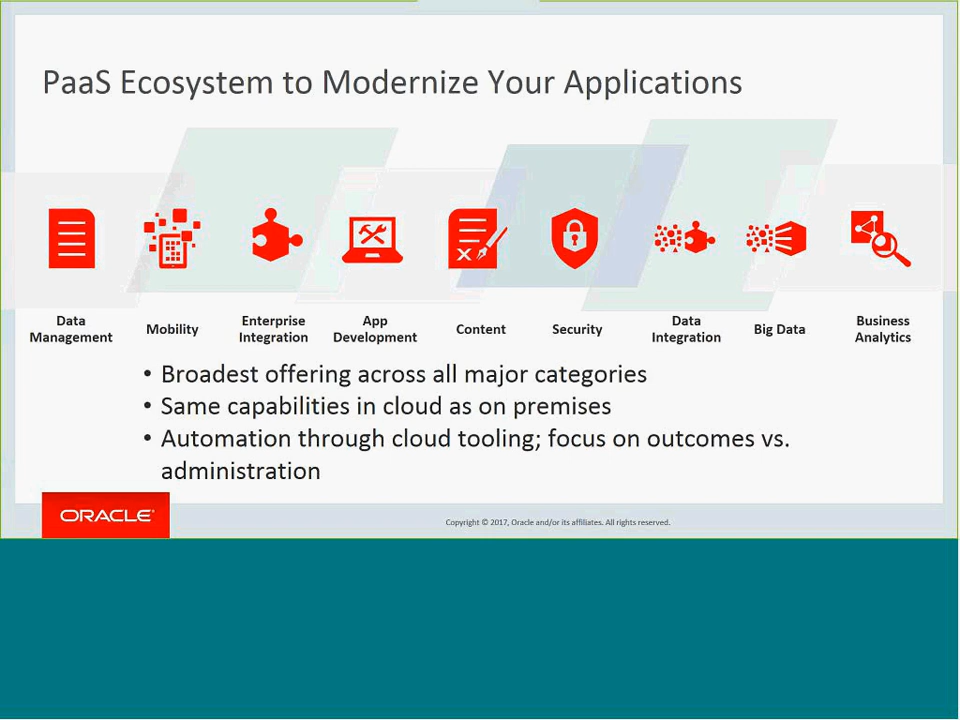 PaaS Ecosystem to Modernize Your Applications
Data Management
Mobility
Enterprise Integration
App Development
Content
Security
Data Integration
Big Data
Business Analytics
• Broadest offering across all major categories
• Same capabilities in cloud as on premises
• Automation through cloud tooling; focus on outcomes vs.
administration
ORACLE
Copyright © 2017, Oracle and/or its affiliates. All rights reserved.